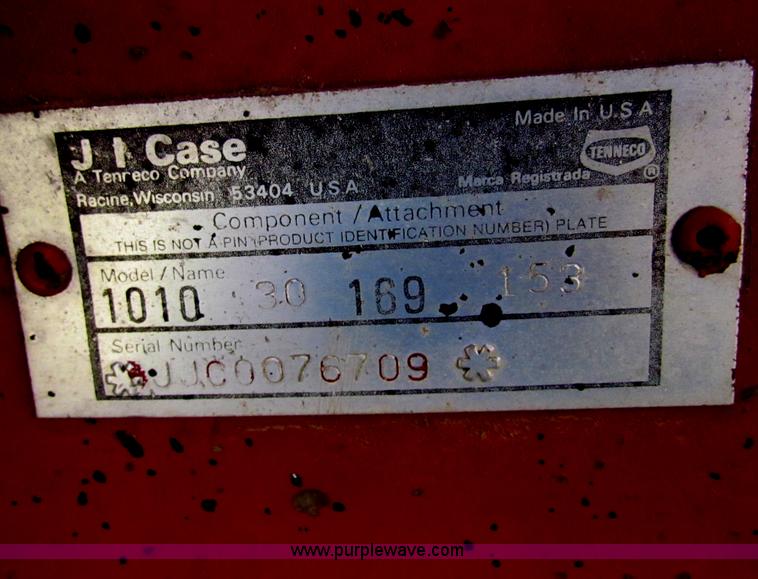 Made In U.S.A
J I Case
TENNECO
A Tenneco Company
Marca Registrada ®
Racine, Wisconsin 53404 U.S.A.
Component / Attachment
THIS IS NOT A PIN (PRODUCT IDENTIFICATION NUMBER) PLATE
Model / Name
1010 30 169 153
Serial Number
*JJC0076709*
www.purplewave.com